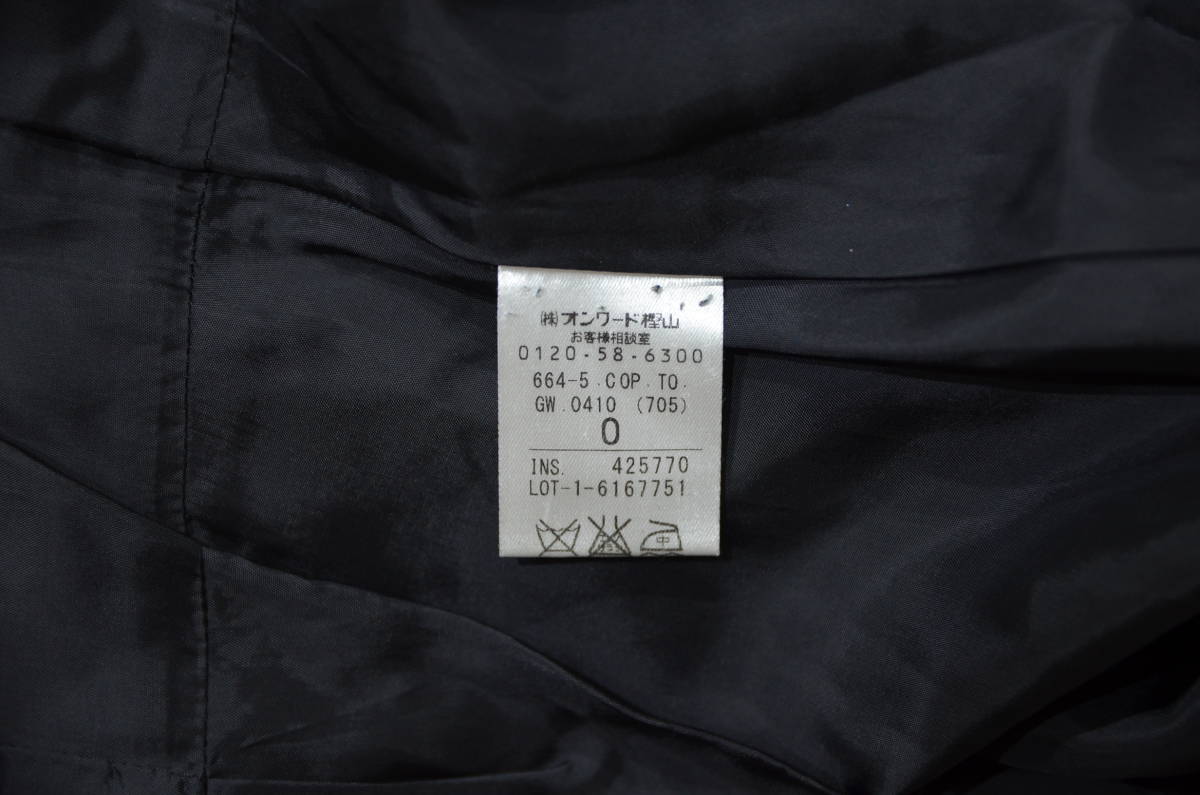 ㈱オンワード樫山
お客様相談室
0120-58-6300
664-5.COP.TO.
GW.0410 (705)
0
INS. 425770
LOT-1-6167751
中